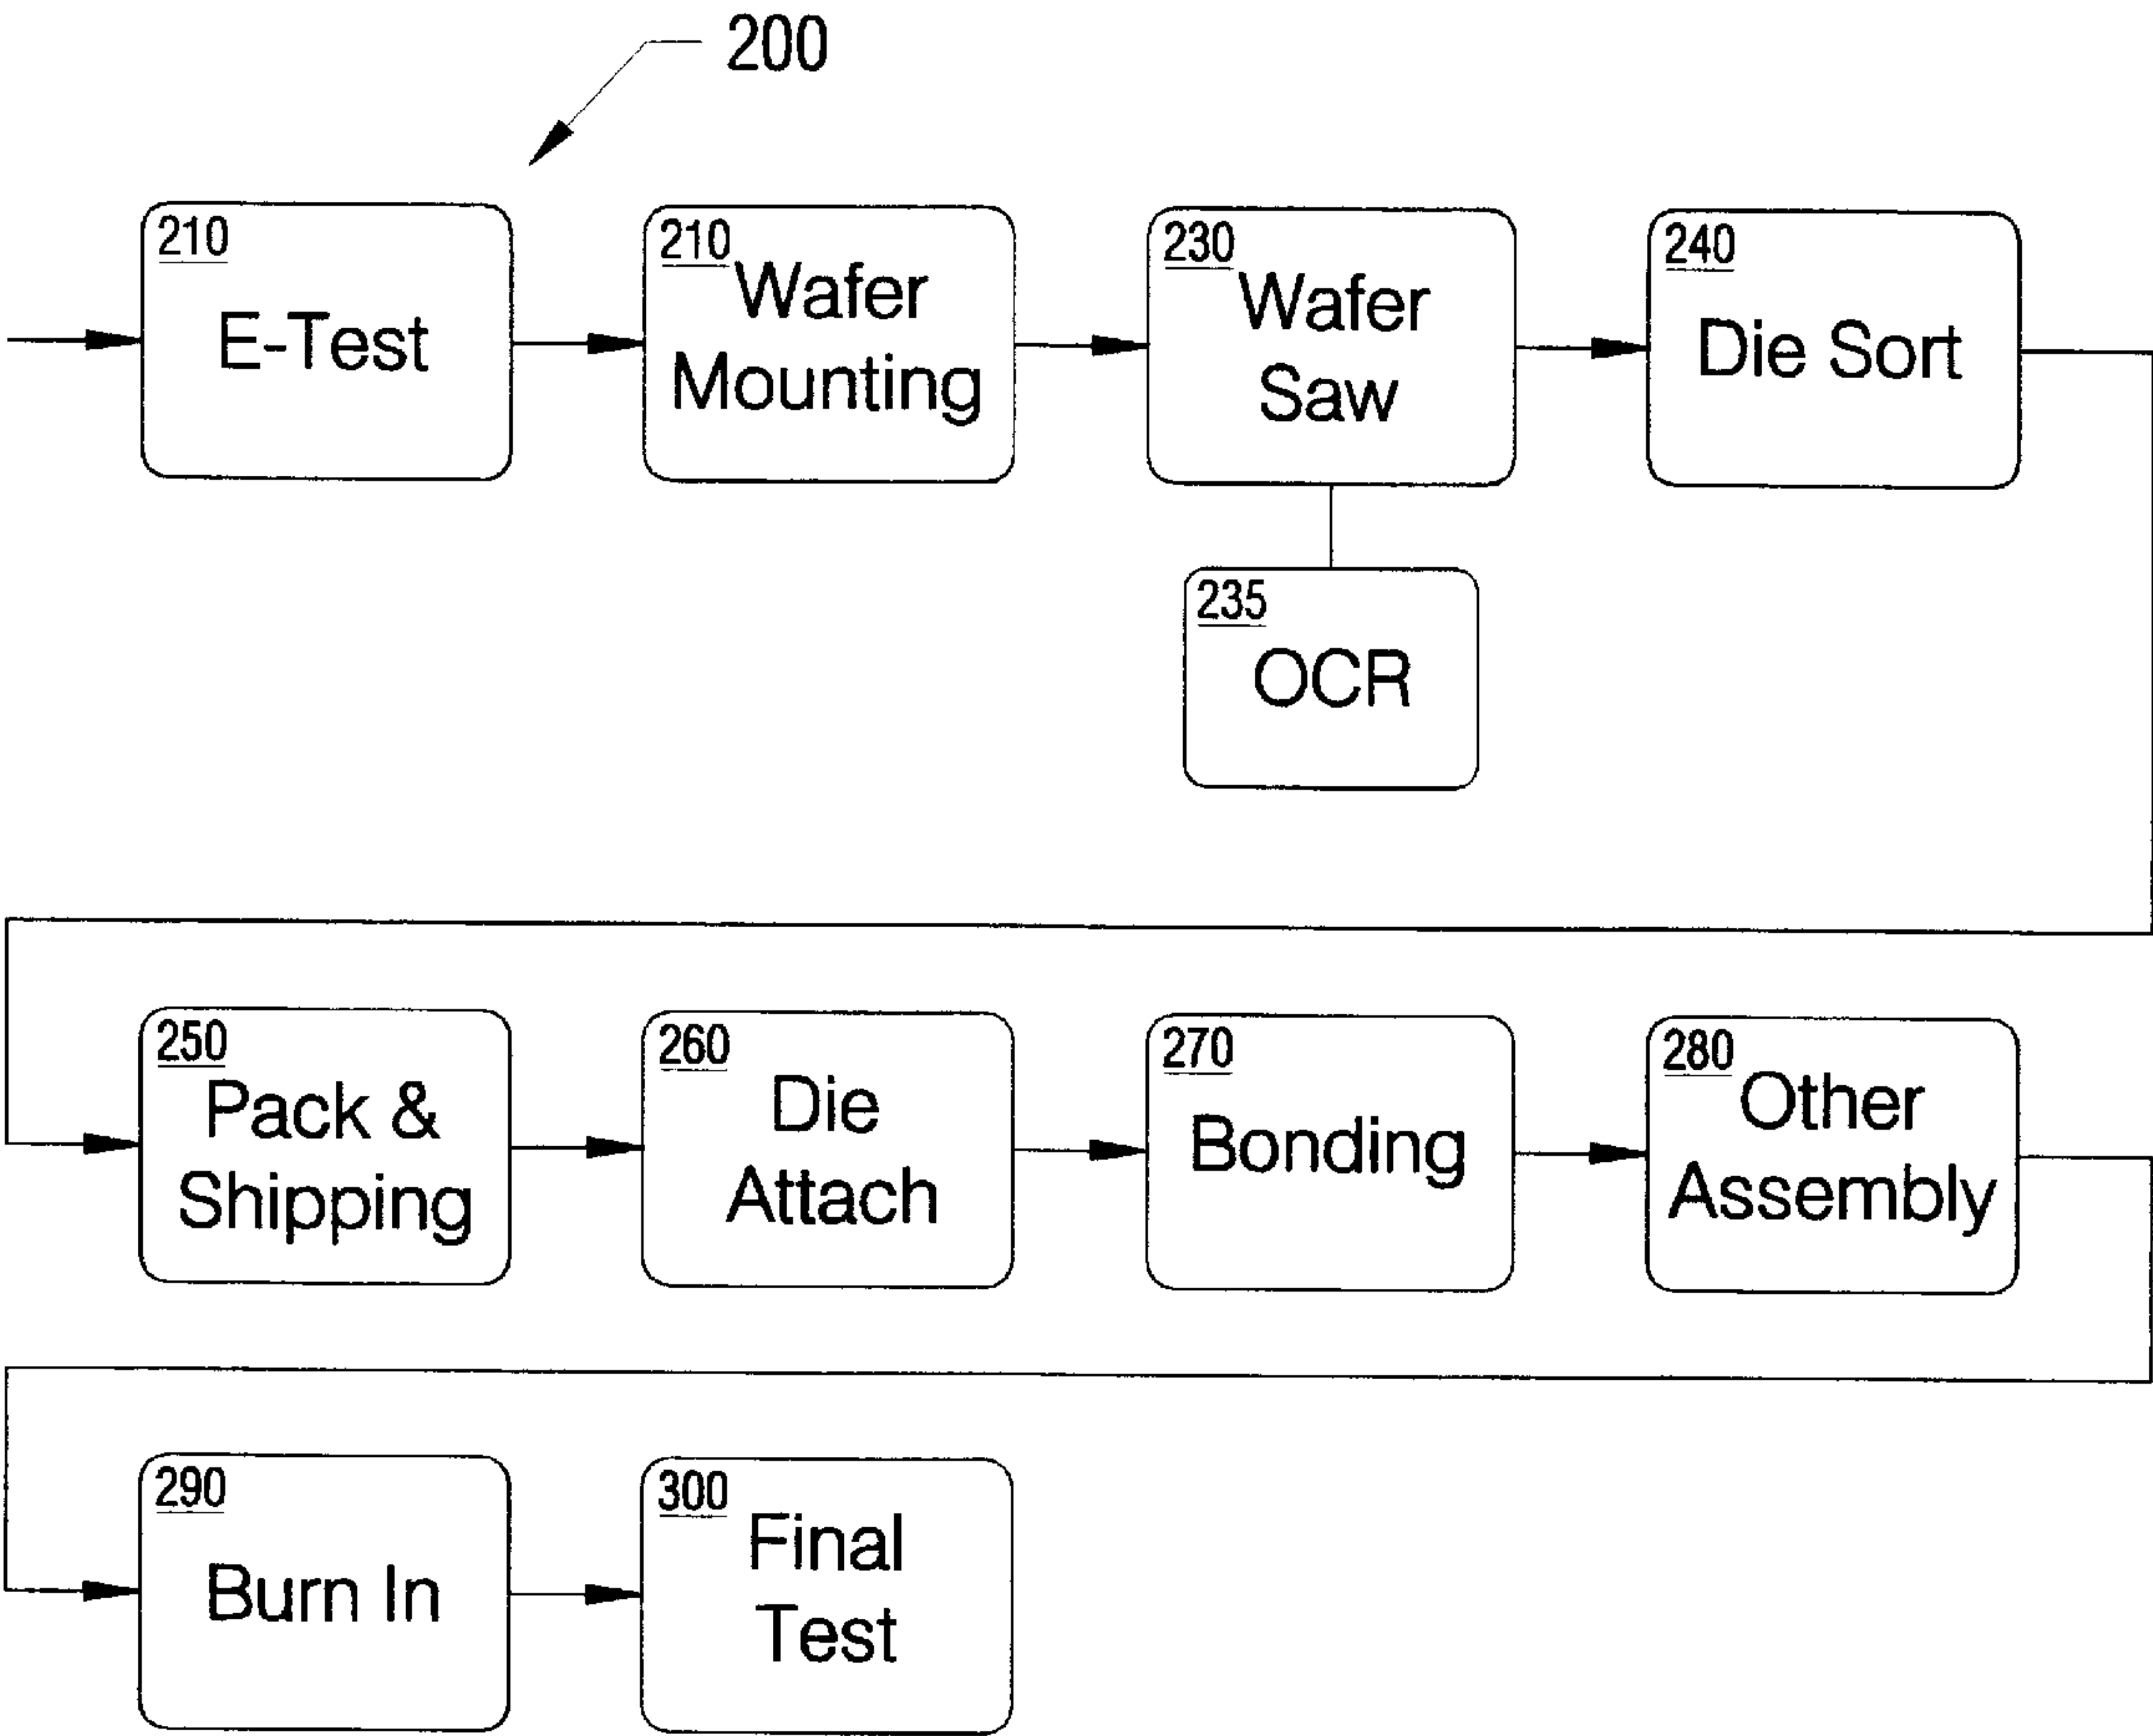 200
210
E-Test
210
Wafer
Mounting
230
Wafer
Saw
240
Die Sort
235
OCR
250
Pack &
Shipping
260
Die
Attach
270
Bonding
280
Other
Assembly
290
Burn In
300
Final
Test